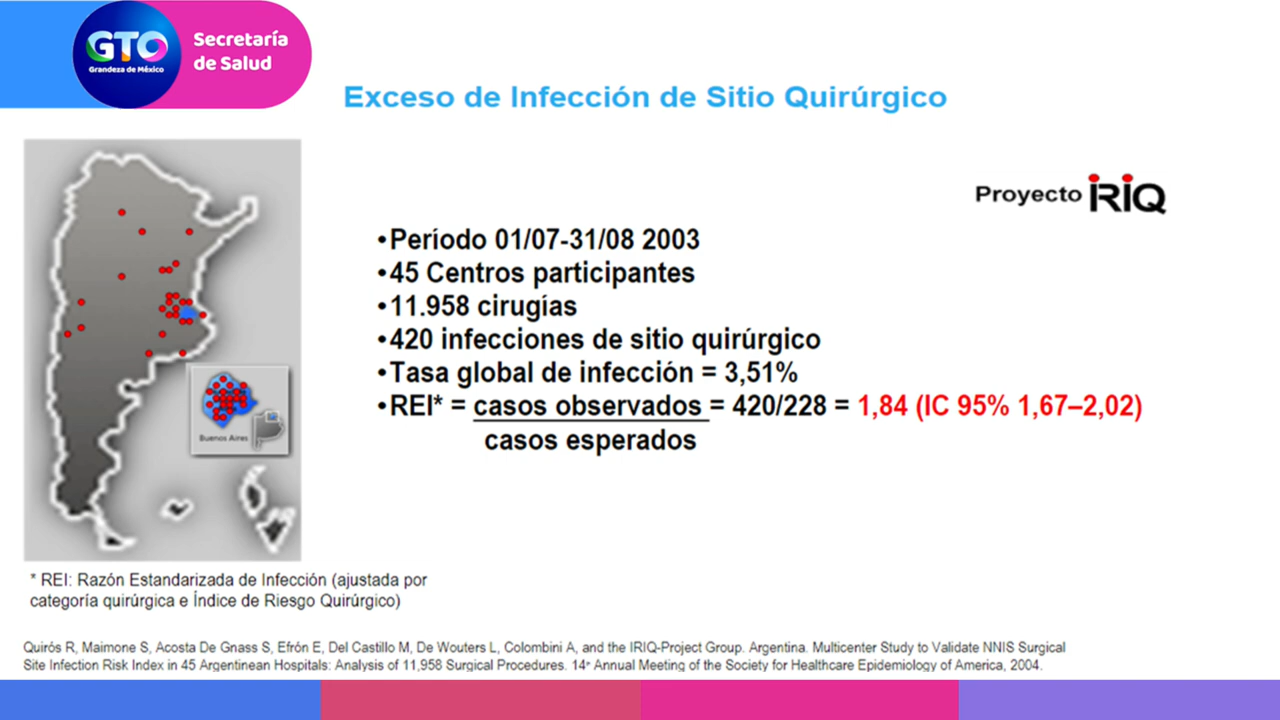 GTO
Grandeza de México
Secretaría
de Salud
Exceso de Infección de Sitio Quirúrgico
Proyecto IRIQ
•Período 01/07-31/08 2003
•45 Centros participantes
•11.958 cirugías
•420 infecciones de sitio quirúrgico
•Tasa global de infección = 3,51%
•REI* = casos observados = 420/228 = 1,84 (IC 95% 1,67–2,02)
casos esperados
Buenos Aires
* REI: Razón Estandarizada de Infección (ajustada por
categoría quirúrgica e Índice de Riesgo Quirúrgico)
Quirós R, Maimone S, Acosta De Gnass S, Efrón E, Del Castillo M, De Wouters L, Colombini A, and the IRIQ-Project Group. Argentina. Multicenter Study to Validate NNIS Surgical
Site Infection Risk Index in 45 Argentinean Hospitals: Analysis of 11,958 Surgical Procedures. 14ª Annual Meeting of the Society for Healthcare Epidemiology of America, 2004.